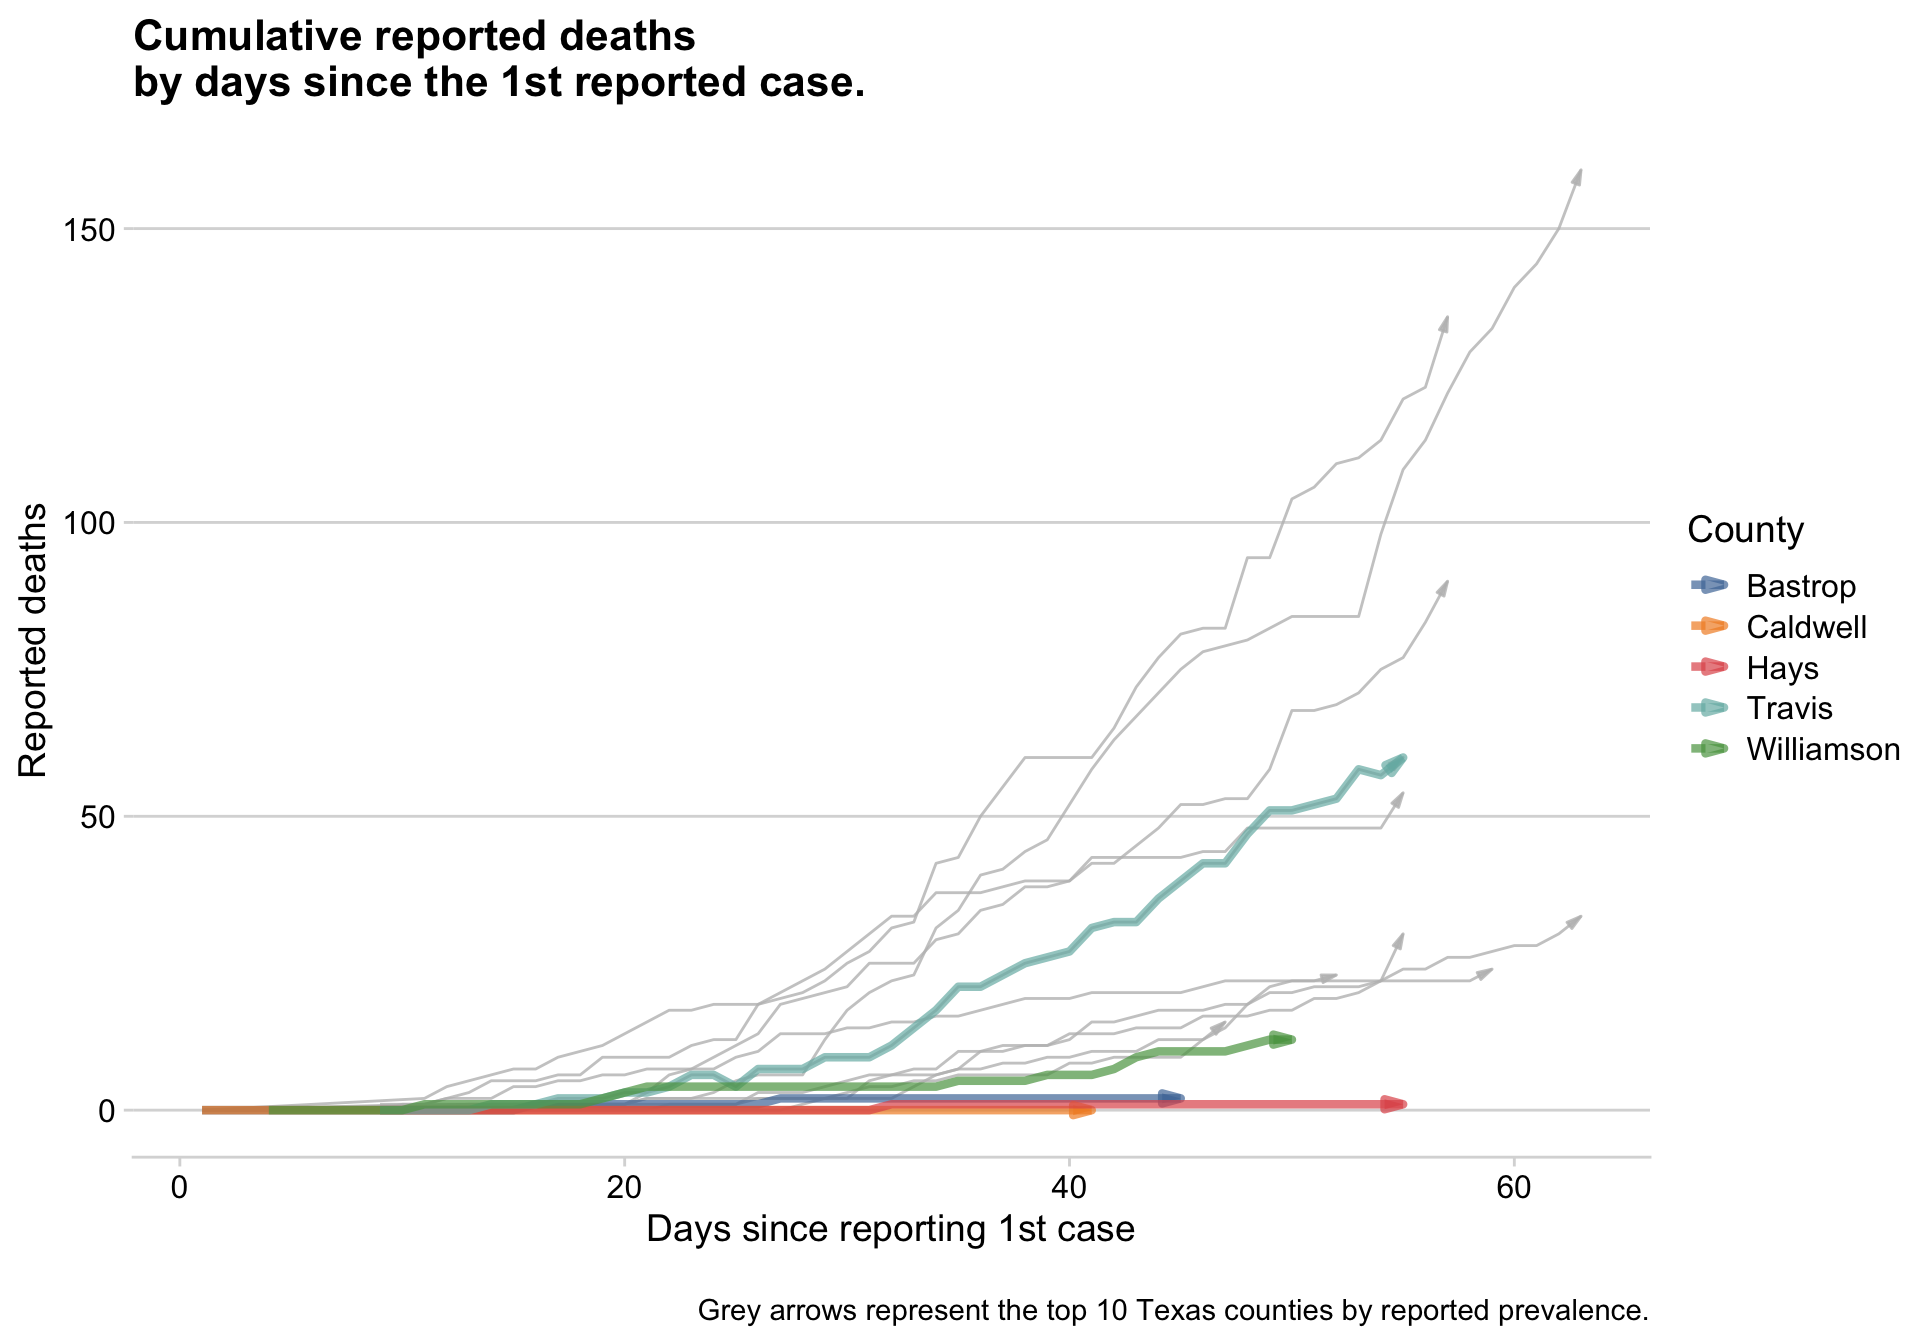 Cumulative reported deaths
by days since the 1st reported case.
150
100
50
0
Reported deaths
0 20 40 60
Days since reporting 1st case
County
Bastrop
Caldwell
Hays
Travis
Williamson
Grey arrows represent the top 10 Texas counties by reported prevalence.